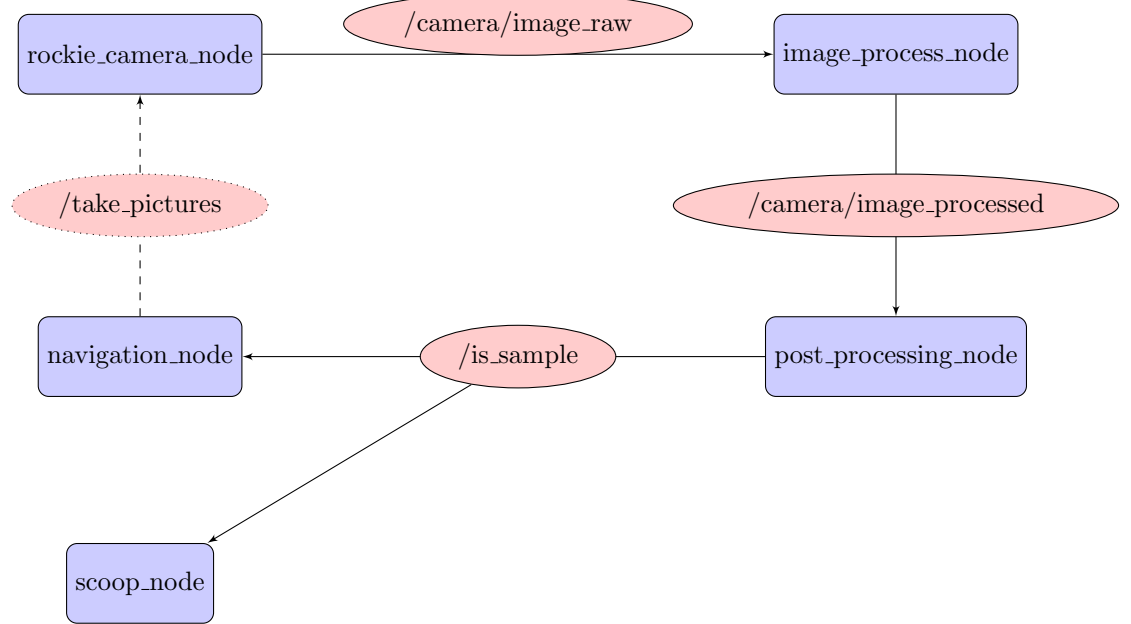 /camera/image_raw
rockie_camera_node
image_process_node
/take_pictures
/camera/image_processed
navigation_node
/is_sample
post_processing_node
scoop_node